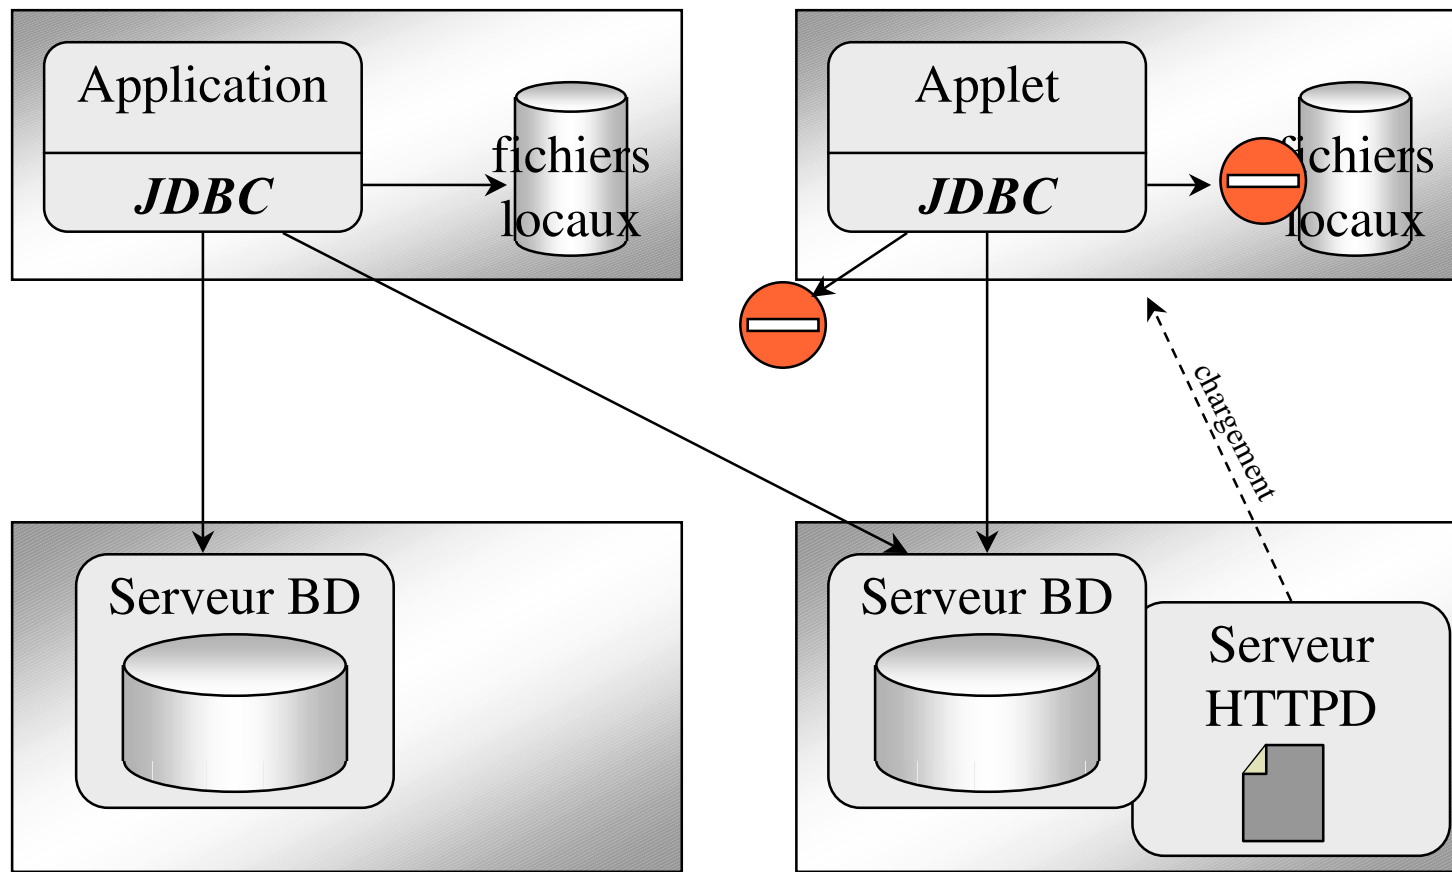 Application
JDBC
fichiers
locaux
Applet
JDBC
fichiers
locaux
chargement
Serveur BD
Serveur BD
Serveur
HTTPD